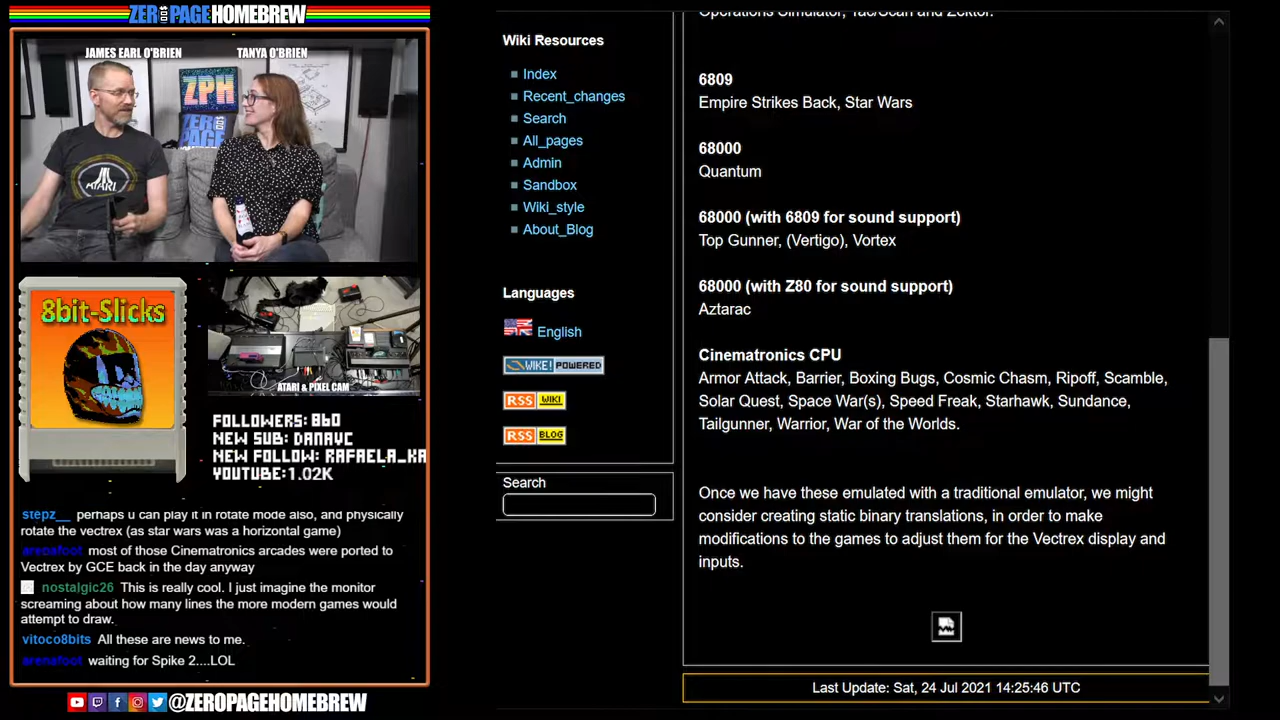 ZERO PAGE HOMEBREW
JAMES EARL O'BRIEN
TANYA O'BRIEN
ZPH
ZERO
PAGE
ATARI
8bit-Slicks
ATARI & PIXEL CAM
FOLLOWERS: 860
NEW SUB: DANAYC
NEW FOLLOW: RAFAELA_KA
YOUTUBE:1.02K
stepz__ perhaps u can play it in rotate mode also, and physically
rotate the vectrex (as star wars was a horizontal game)
arenafoot most of those Cinematronics arcades were ported to
Vectrex by GCE back in the day anyway
nostalgic26 This is really cool. I just imagine the monitor
screaming about how many lines the more modern games would
attempt to draw.
vitoco8bits All these are news to me.
arenafoot waiting for Spike 2....LOL
@ZEROPAGEHOMEBREW
Wiki Resources
Index
Recent_changes
Search
All_pages
Admin
Sandbox
Wiki_style
About_Blog
Languages
English
WIKE! POWERED
RSS WIKI
RSS BLOG
Search
Operations Simulator, Tac/Scan and Zektor.
6809
Empire Strikes Back, Star Wars
68000
Quantum
68000 (with 6809 for sound support)
Top Gunner, (Vertigo), Vortex
68000 (with Z80 for sound support)
Aztarac
Cinematronics CPU
Armor Attack, Barrier, Boxing Bugs, Cosmic Chasm, Ripoff, Scamble,
Solar Quest, Space War(s), Speed Freak, Starhawk, Sundance,
Tailgunner, Warrior, War of the Worlds.
Once we have these emulated with a traditional emulator, we might
consider creating static binary translations, in order to make
modifications to the games to adjust them for the Vectrex display and
inputs.
Last Update: Sat, 24 Jul 2021 14:25:46 UTC